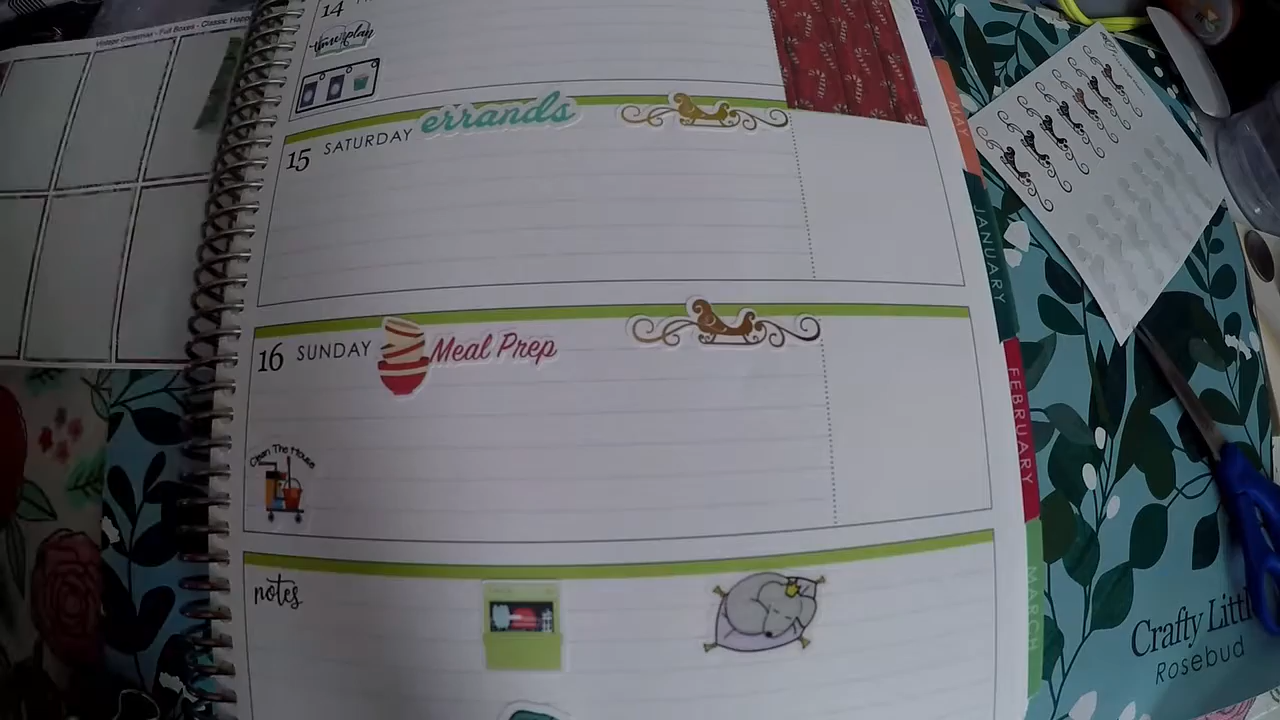 14
15 SATURDAY errands
16 SUNDAY Meal Prep
Clean The House
notes
MAY
JANUARY
FEBRUARY
MARCH
Crafty Littl
Rosebud